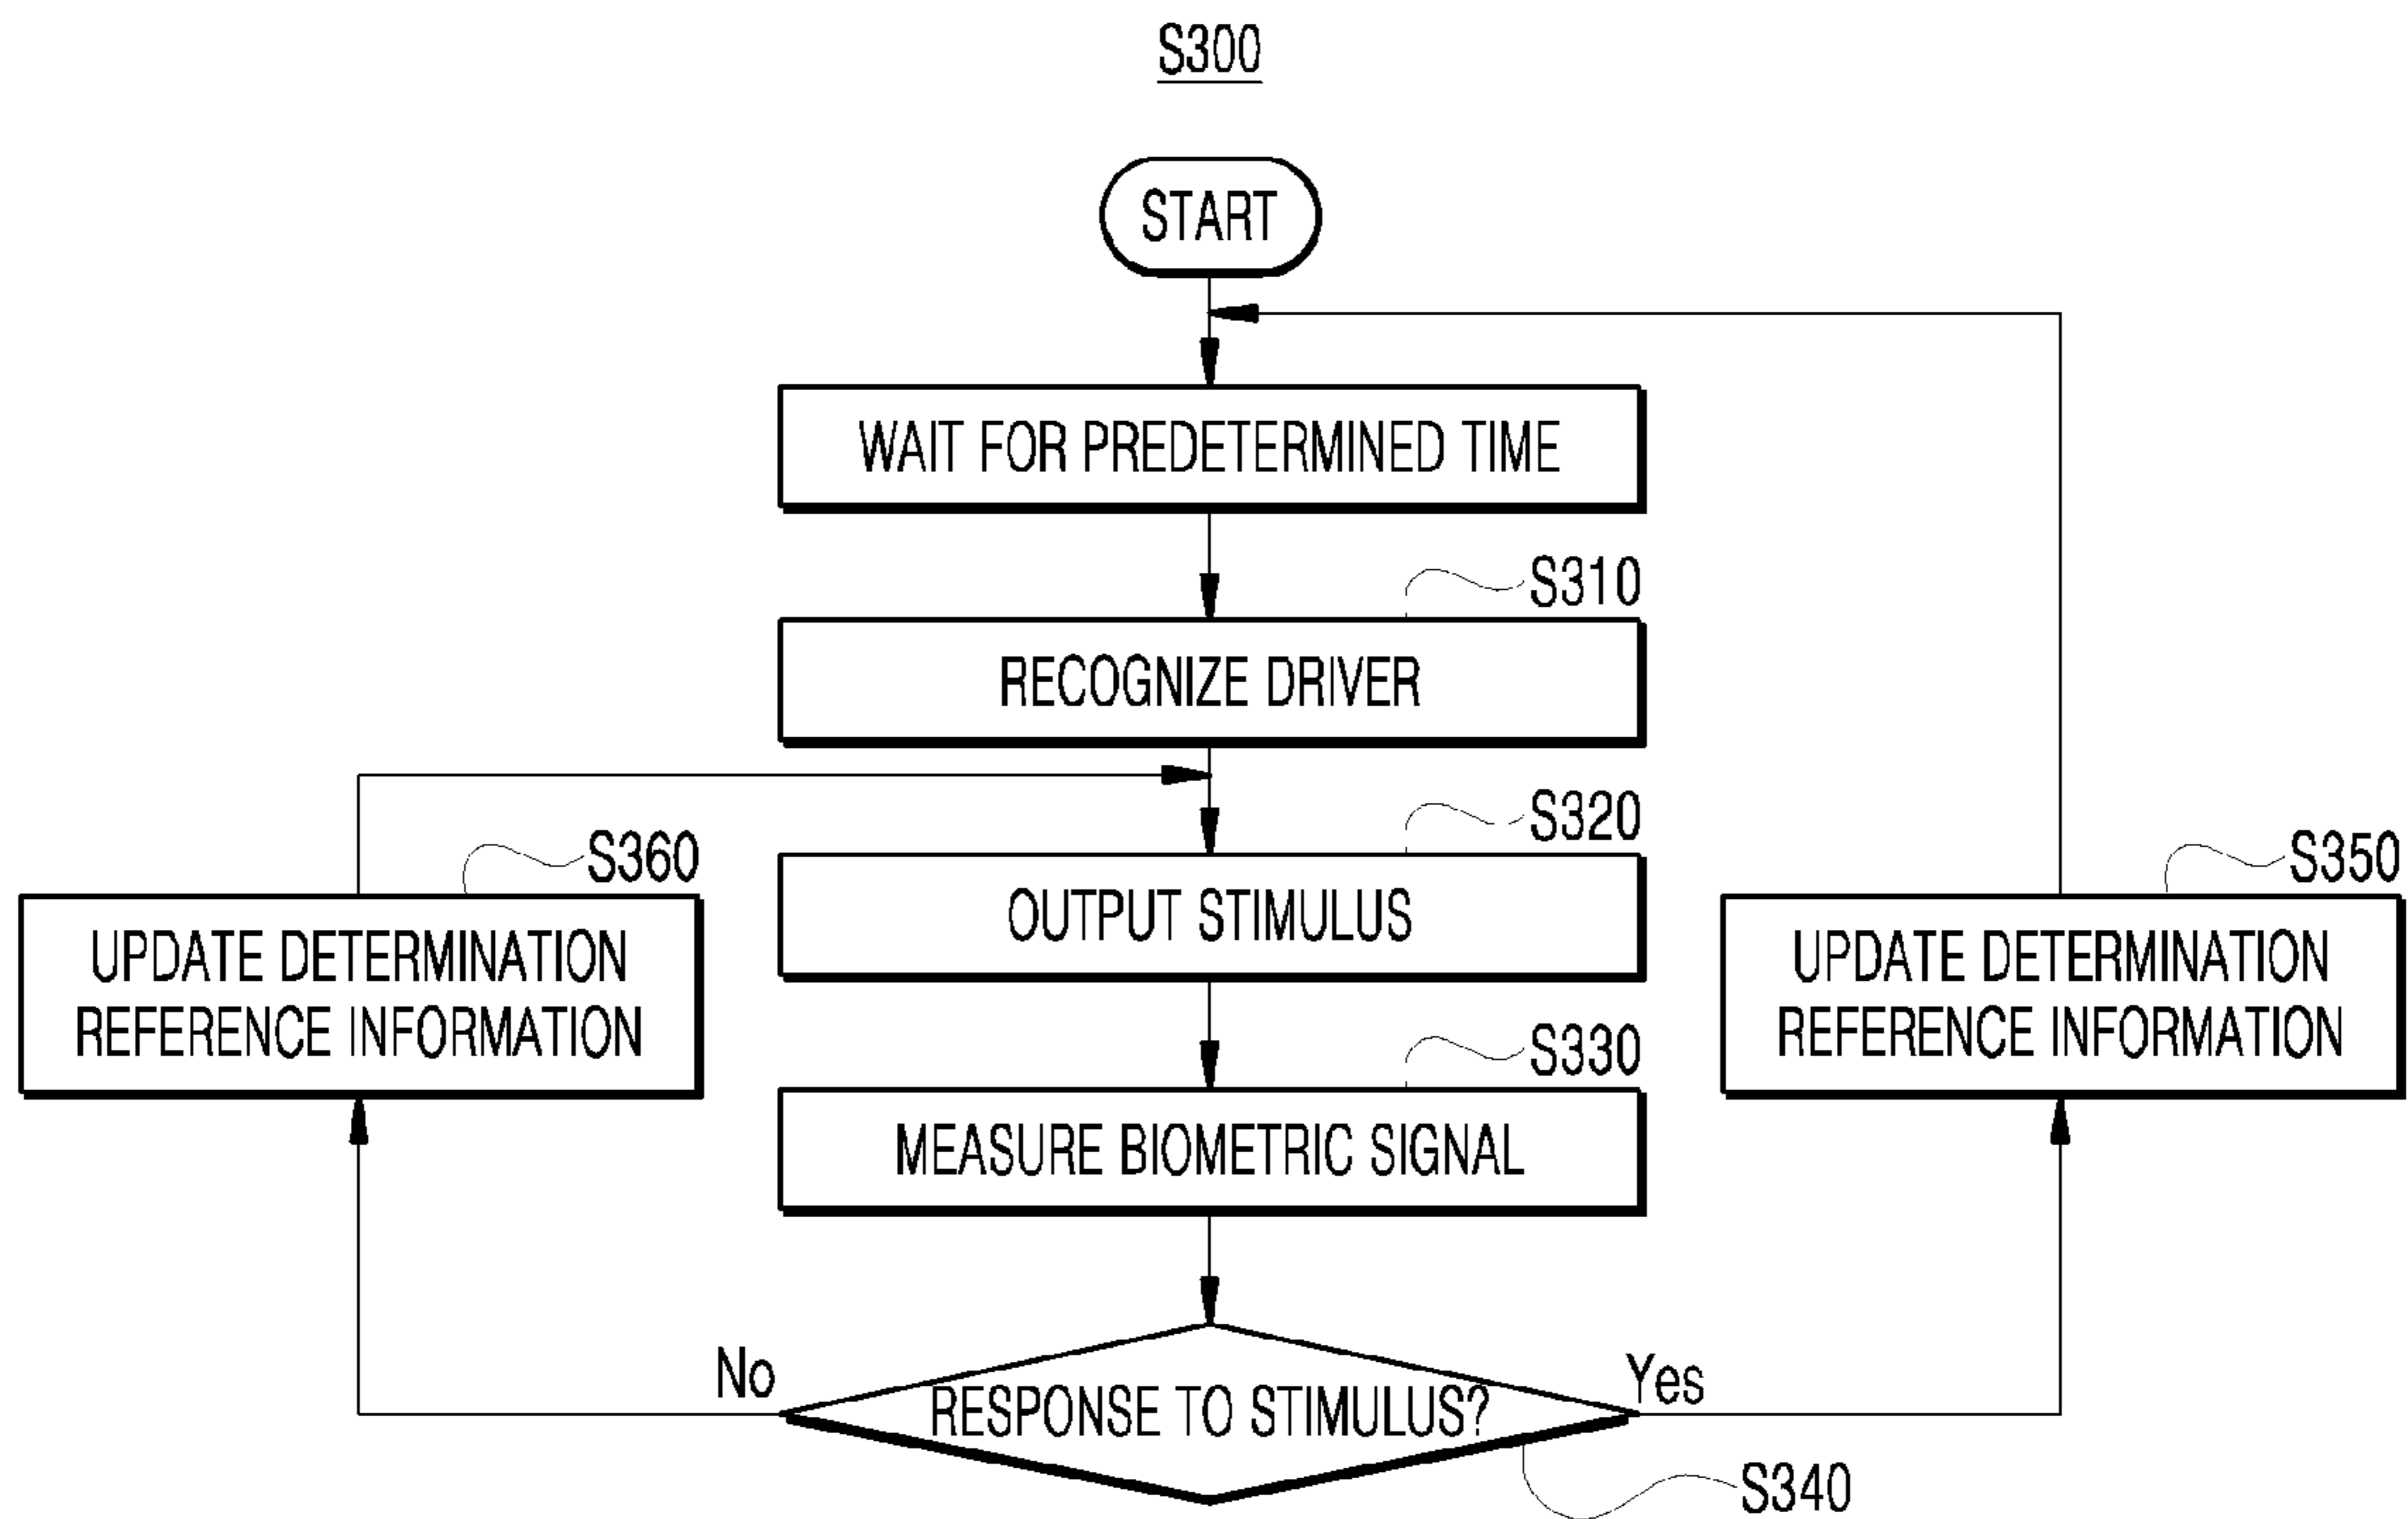 S300
START
WAIT FOR PREDETERMINED TIME
S310
RECOGNIZE DRIVER
S320
OUTPUT STIMULUS
S360
UPDATE DETERMINATION
REFERENCE INFORMATION
S350
UPDATE DETERMINATION
REFERENCE INFORMATION
S330
MEASURE BIOMETRIC SIGNAL
No
RESPONSE TO STIMULUS?
Yes
S340